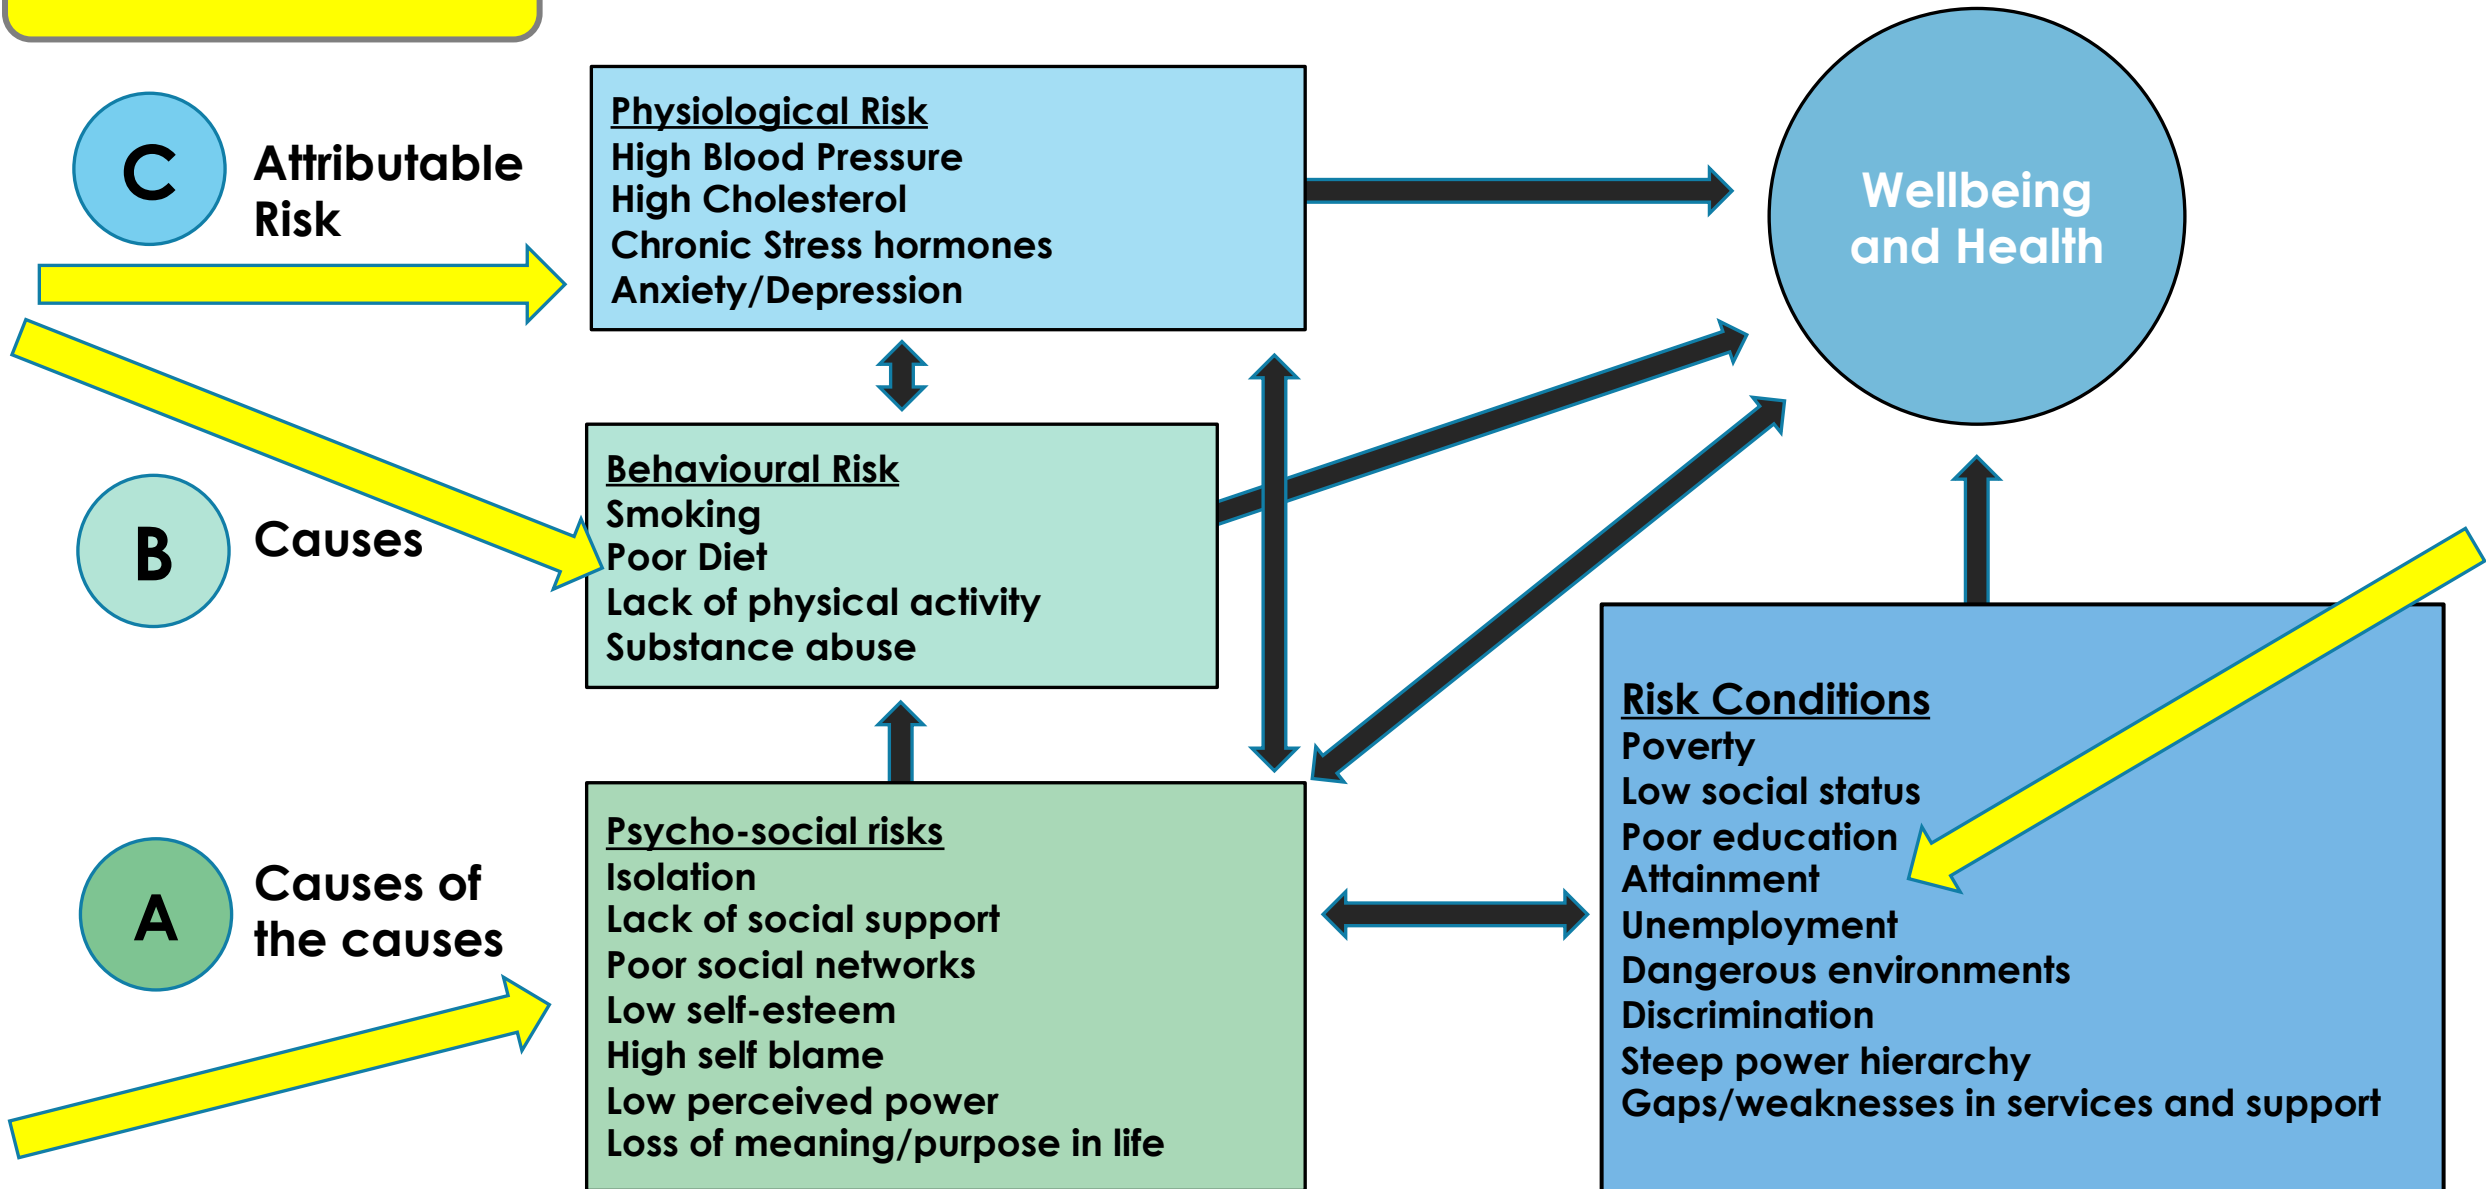 C
Attributable
Risk
Physiological Risk
High Blood Pressure
High Cholesterol
Chronic Stress hormones
Anxiety/Depression
Wellbeing
and Health
B
Causes
Behavioural Risk
Smoking
Poor Diet
Lack of physical activity
Substance abuse
A
Causes of
the causes
Psycho-social risks
Isolation
Lack of social support
Poor social networks
Low self-esteem
High self blame
Low perceived power
Loss of meaning/purpose in life
Risk Conditions
Poverty
Low social status
Poor education
Attainment
Unemployment
Dangerous environments
Discrimination
Steep power hierarchy
Gaps/weaknesses in services and support